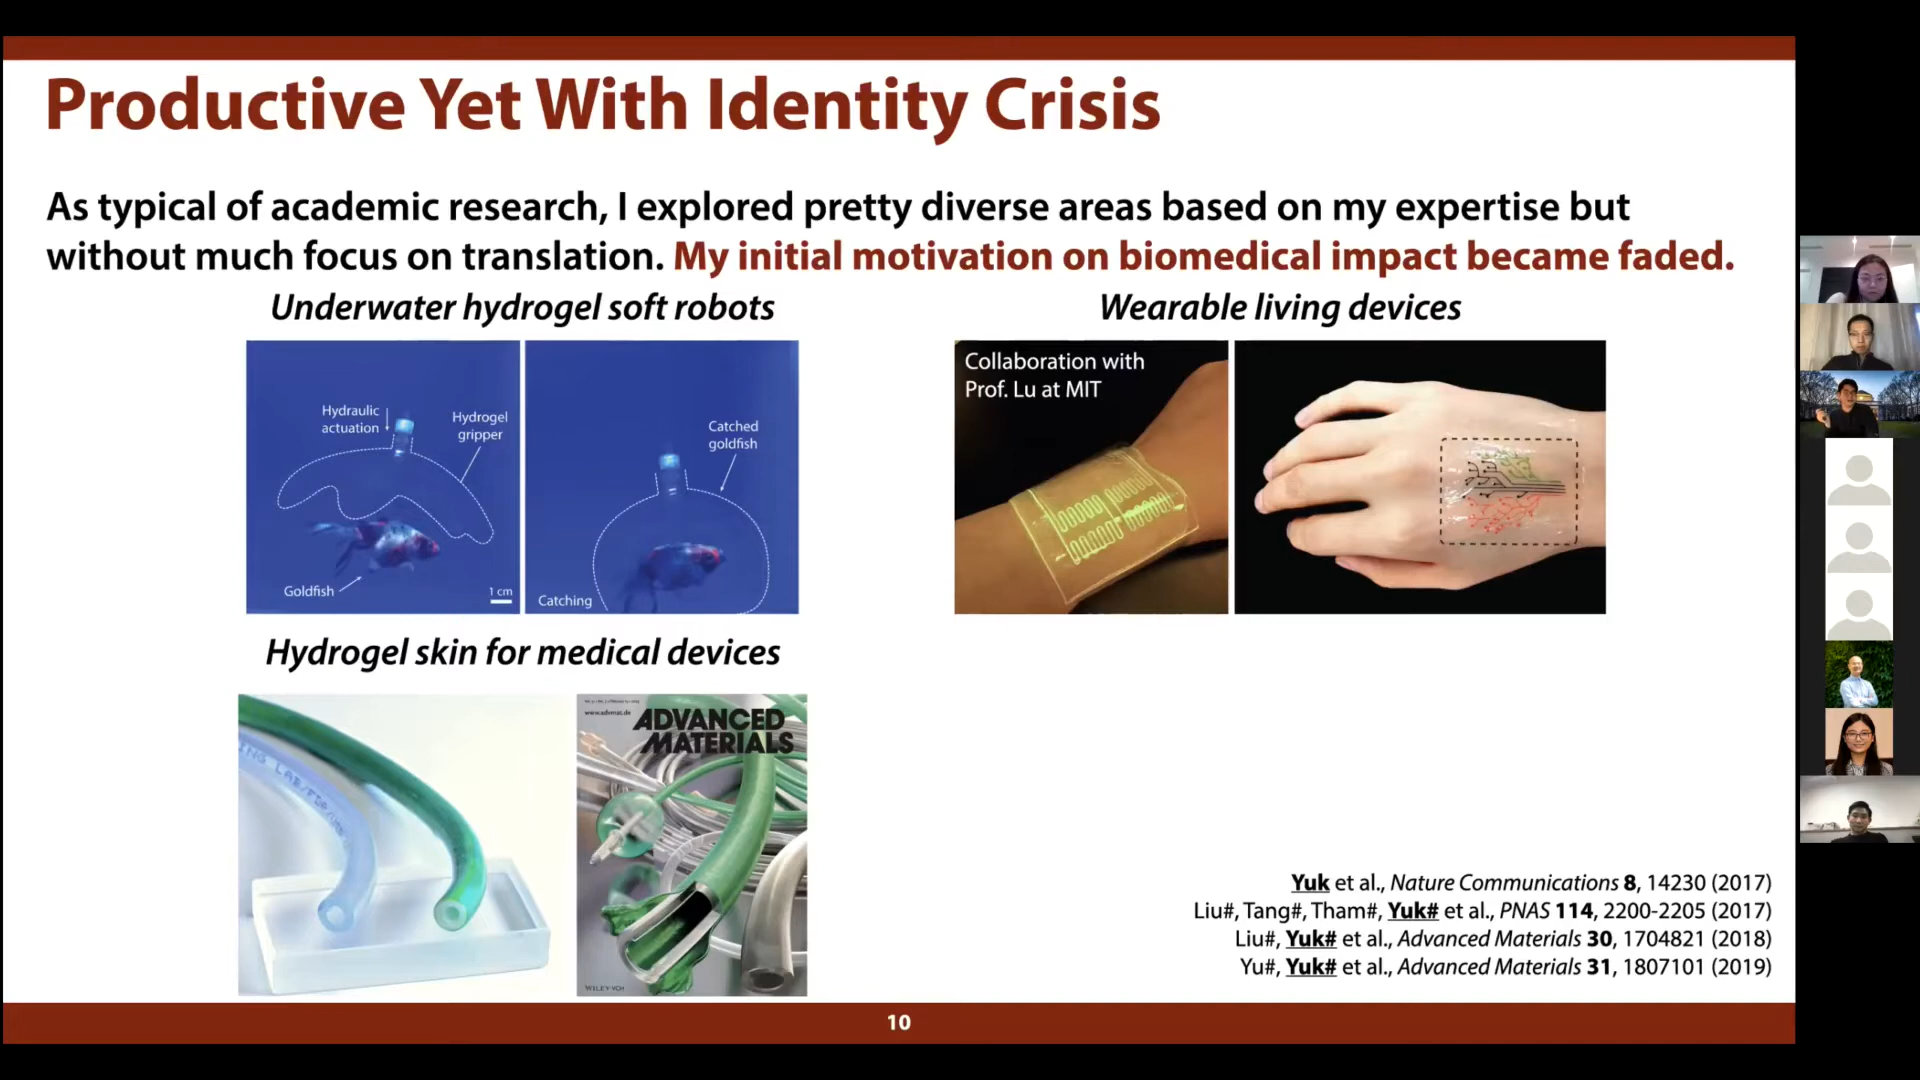 Productive Yet With Identity Crisis
As typical of academic research, I explored pretty diverse areas based on my expertise but
without much focus on translation. My initial motivation on biomedical impact became faded.
Underwater hydrogel soft robots
Hydraulic
actuation
Hydrogel
gripper
Goldfish
1 cm
Catched
goldfish
Catching
Wearable living devices
Collaboration with
Prof. Lu at MIT
Hydrogel skin for medical devices
www.advmat.de
ADVANCED
MATERIALS
WILEY-VCH
Yuk et al., Nature Communications 8, 14230 (2017)
Liu#, Tang#, Tham#, Yuk# et al., PNAS 114, 2200-2205 (2017)
Liu#, Yuk# et al., Advanced Materials 30, 1704821 (2018)
Yu#, Yuk# et al., Advanced Materials 31, 1807101 (2019)
10